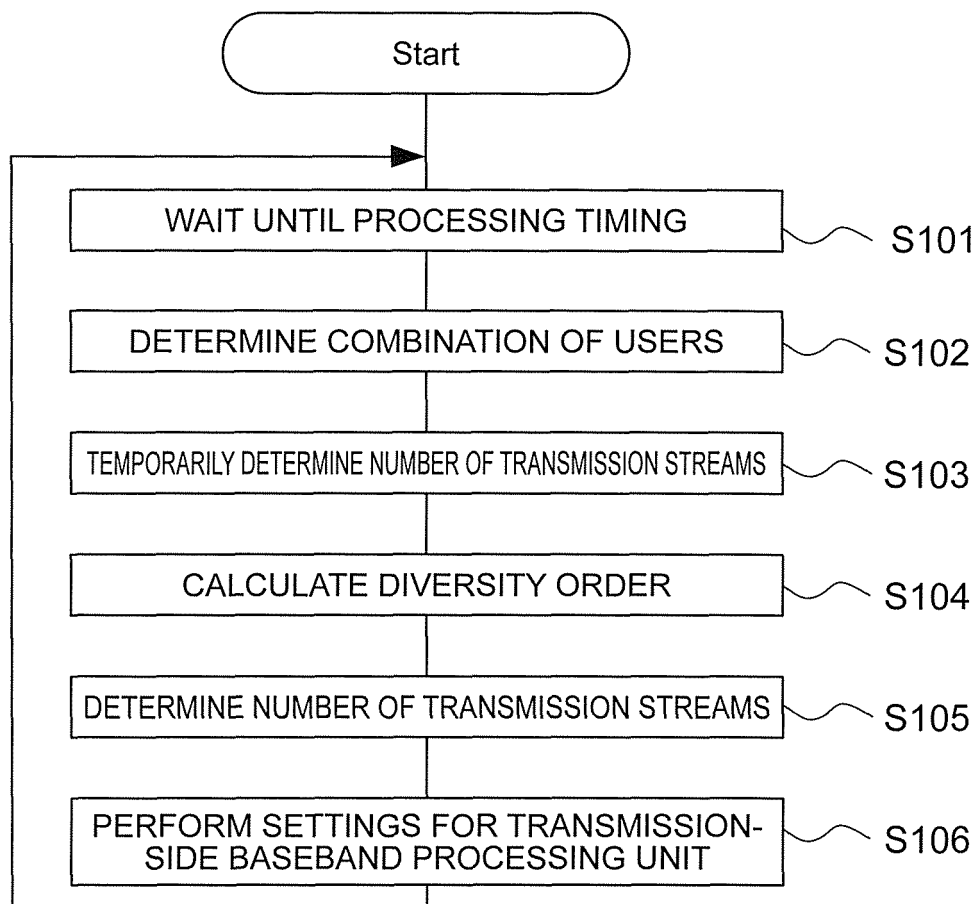 Start
WAIT UNTIL PROCESSING TIMING
S101
DETERMINE COMBINATION OF USERS
S102
TEMPORARILY DETERMINE NUMBER OF TRANSMISSION STREAMS
S103
CALCULATE DIVERSITY ORDER
S104
DETERMINE NUMBER OF TRANSMISSION STREAMS
S105
PERFORM SETTINGS FOR TRANSMISSION-
SIDE BASEBAND PROCESSING UNIT
S106